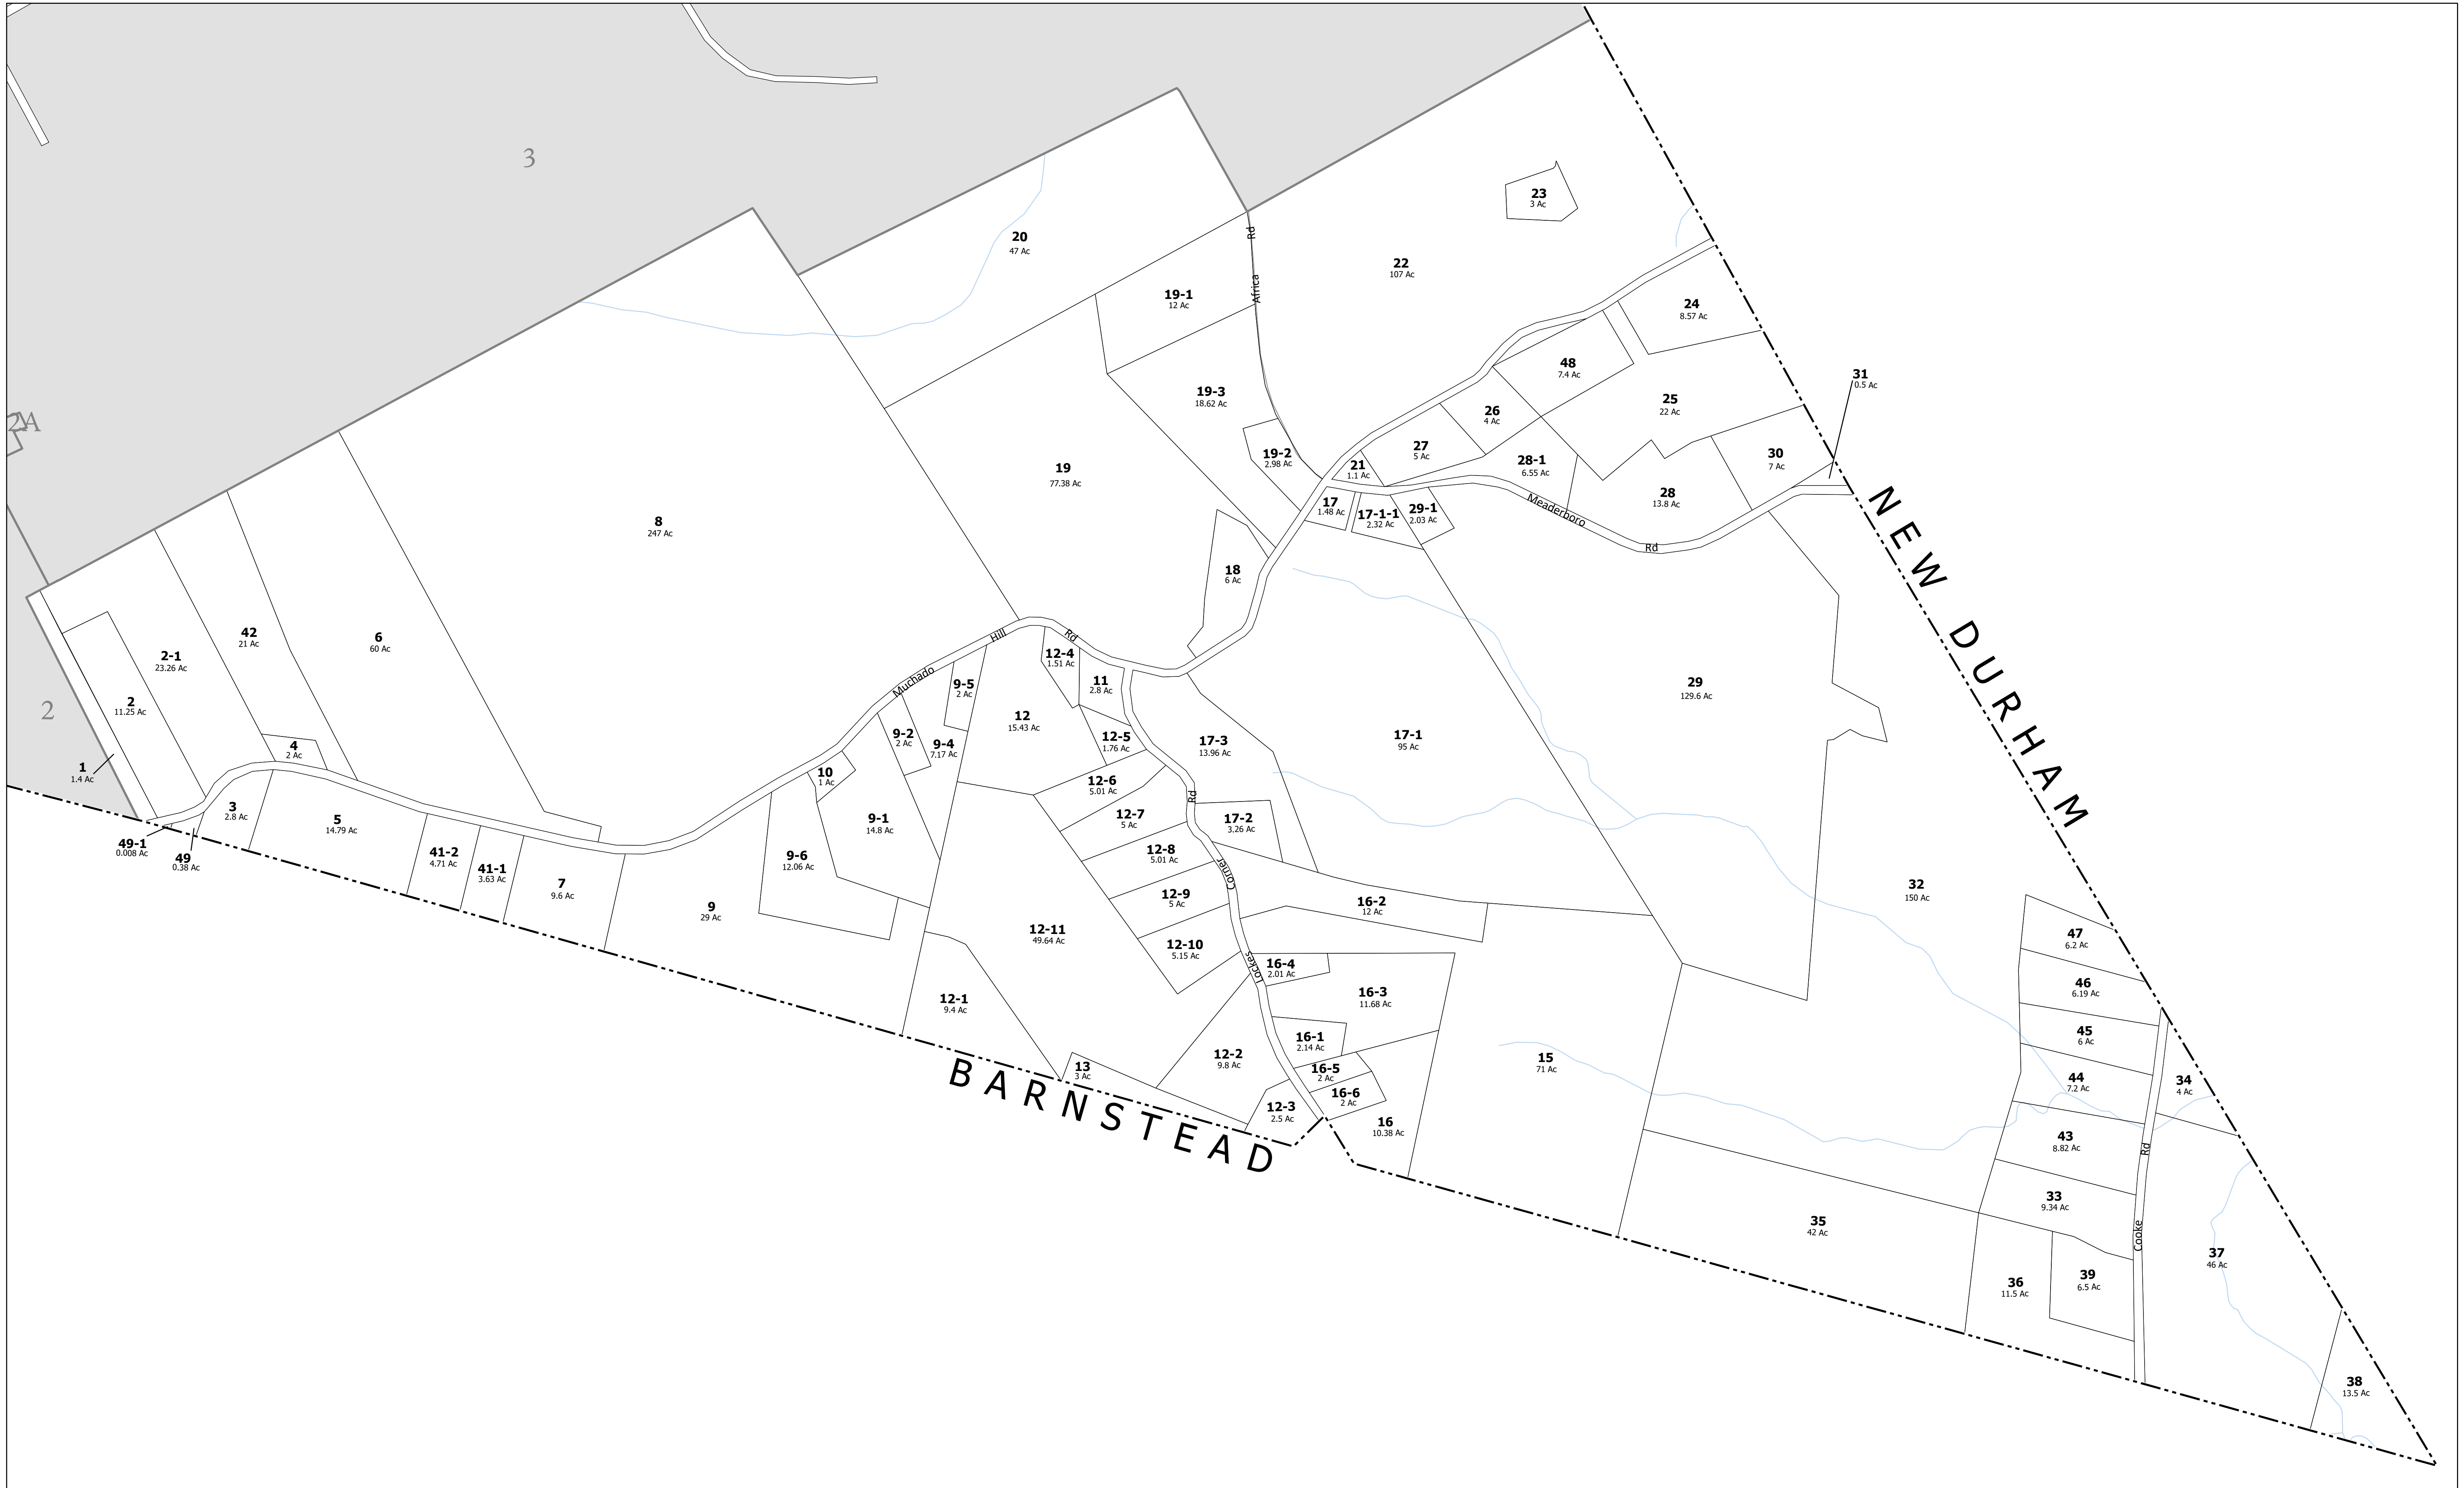 3
2A
2
1
1.4 Ac
2
11.25 Ac
2-1
23.26 Ac
42
21 Ac
6
60 Ac
4
2 Ac
3
2.8 Ac
49-1
0.008 Ac
49
0.38 Ac
5
14.79 Ac
41-2
4.71 Ac
41-1
3.63 Ac
7
9.6 Ac
8
247 Ac
9
29 Ac
9-6
12.06 Ac
10
1 Ac
9-1
14.8 Ac
9-2
2 Ac
9-4
7.17 Ac
9-5
2 Ac
Muchado Hill Rd
20
47 Ac
19
77.38 Ac
19-1
12 Ac
19-3
18.62 Ac
19-2
2.98 Ac
Africa Rd
18
6 Ac
12
15.43 Ac
12-4
1.51 Ac
11
2.8 Ac
12-5
1.76 Ac
12-6
5.01 Ac
12-7
5 Ac
12-8
5.01 Ac
12-9
5 Ac
12-10
5.15 Ac
12-11
49.64 Ac
12-1
9.4 Ac
13
3 Ac
12-2
9.8 Ac
12-3
2.5 Ac
Lockes Corner Rd
17-3
13.96 Ac
17-2
3.26 Ac
17-1
95 Ac
16-2
12 Ac
16-4
2.01 Ac
16-3
11.68 Ac
16-1
2.14 Ac
16-5
2 Ac
16-6
2 Ac
16
10.38 Ac
15
71 Ac
22
107 Ac
23
3 Ac
24
8.57 Ac
48
7.4 Ac
25
22 Ac
26
4 Ac
27
5 Ac
21
1.1 Ac
17
1.48 Ac
17-1-1
2.32 Ac
29-1
2.03 Ac
28-1
6.55 Ac
28
13.8 Ac
30
7 Ac
31
0.5 Ac
Meaderboro Rd
29
129.6 Ac
32
150 Ac
47
6.2 Ac
46
6.19 Ac
45
6 Ac
44
7.2 Ac
34
4 Ac
43
8.82 Ac
33
9.34 Ac
35
42 Ac
36
11.5 Ac
39
6.5 Ac
Cooke Rd
37
46 Ac
38
13.5 Ac
NEW DURHAM
BARNSTEAD